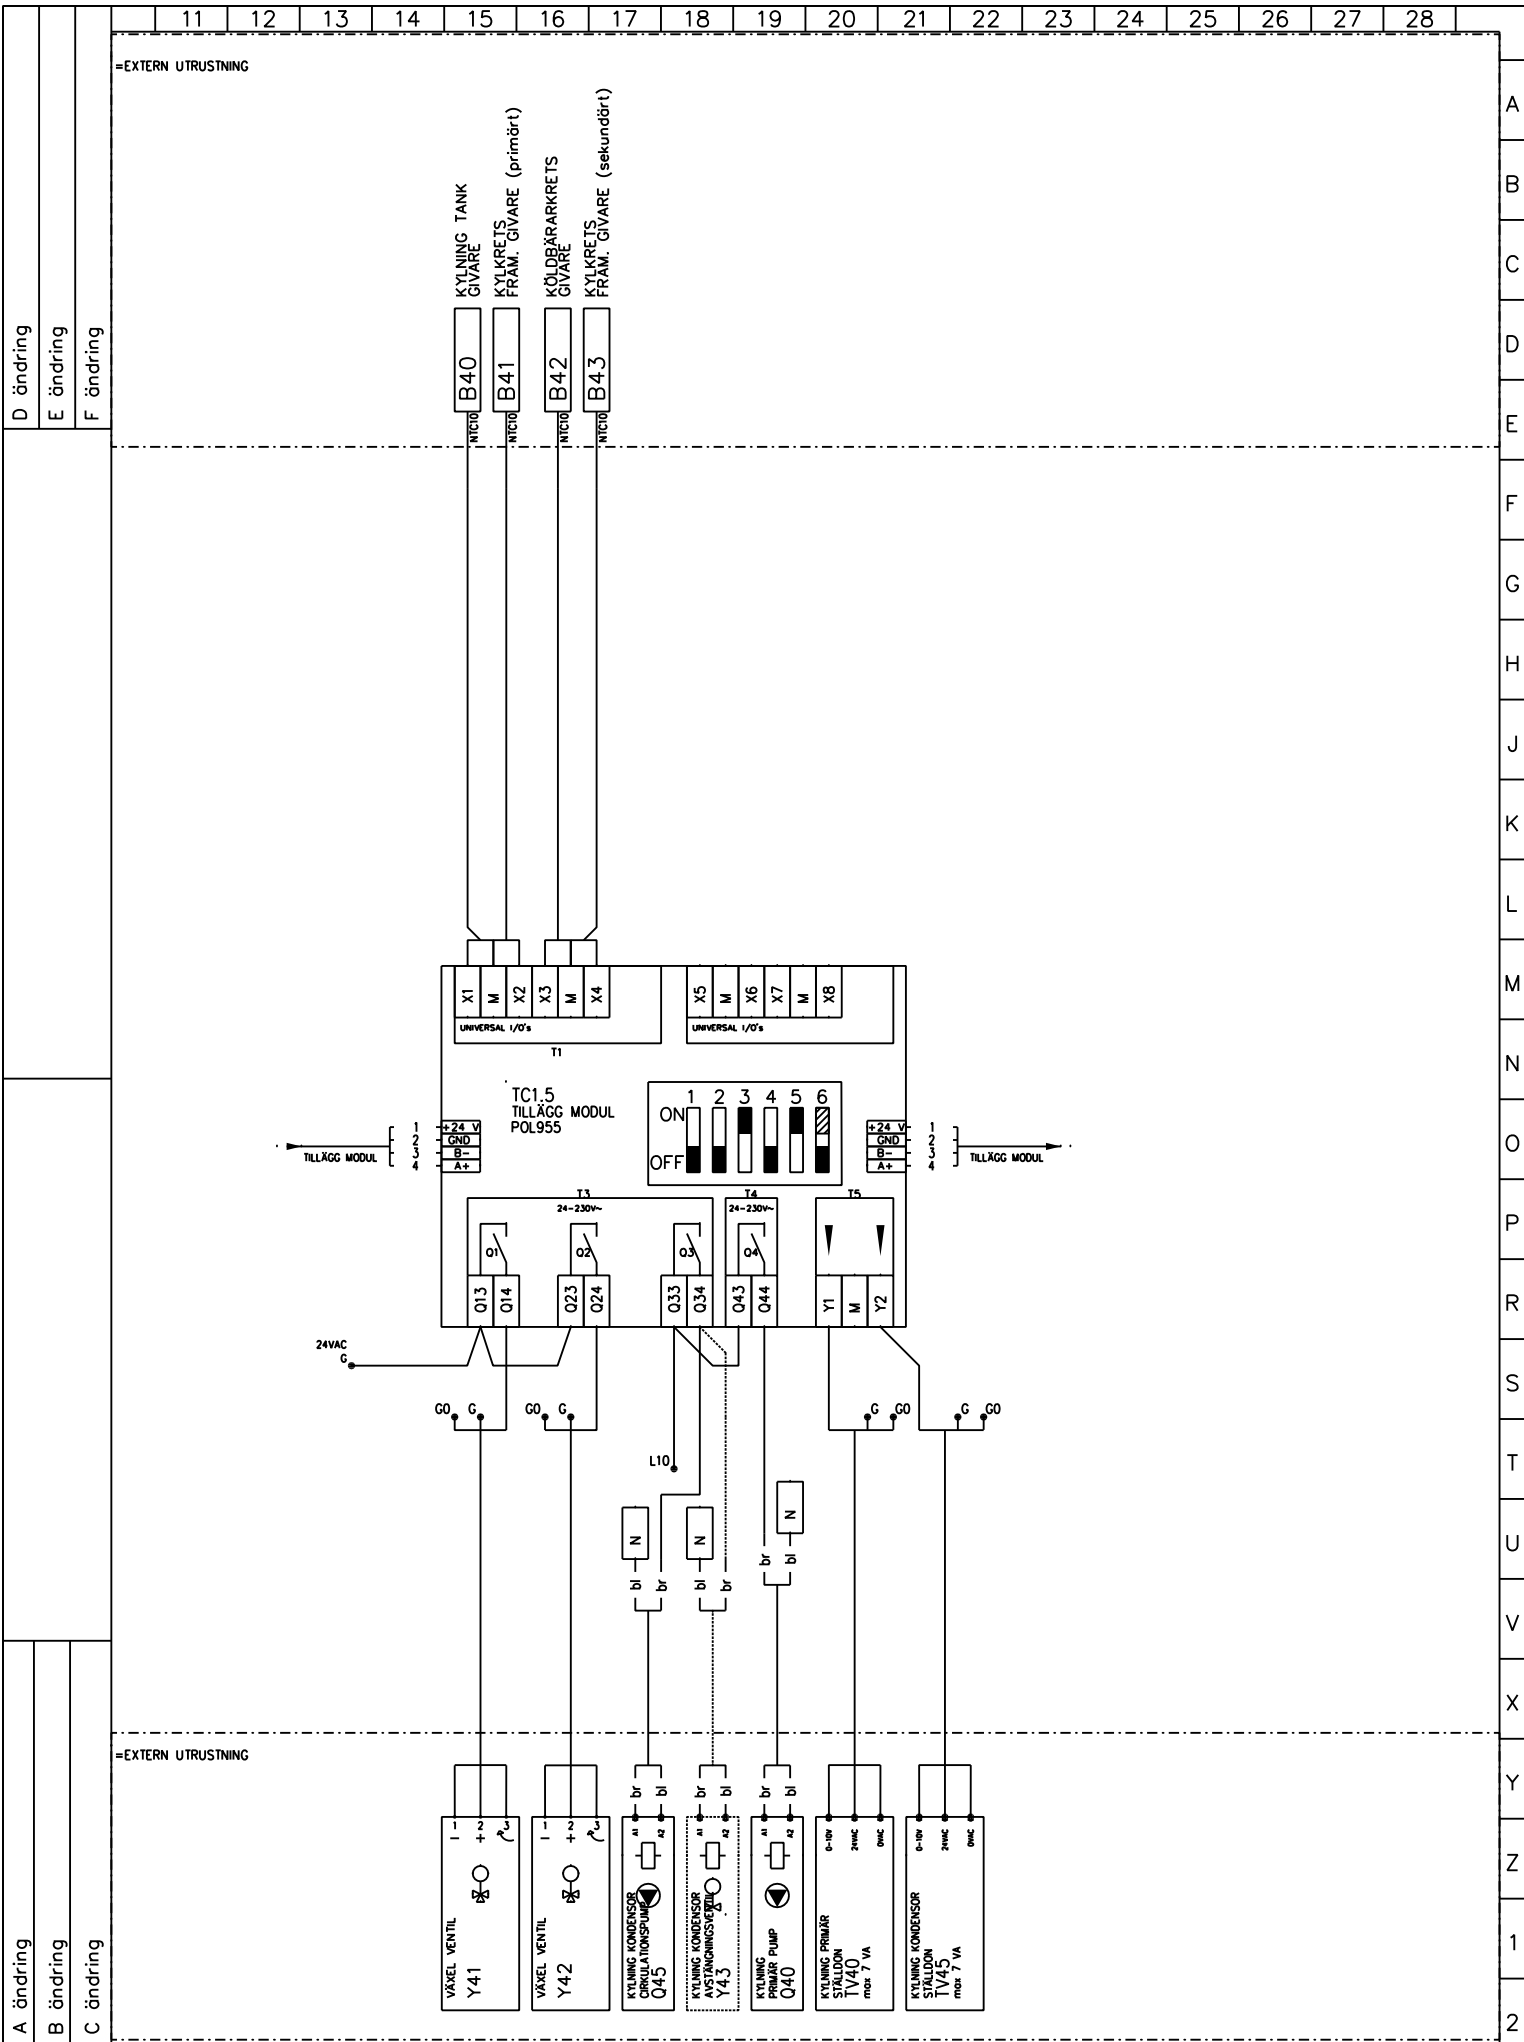 11 12 13 14 15 16 17 18 19 20 21 22 23 24 25 26 27 28
=EXTERN UTRUSTNING
A
B
C
D
E
F
G
H
J
K
L
M
N
O
P
R
S
T
U
V
X
Y
Z
1
2
D ändring
E ändring
F ändring
A ändring
B ändring
C ändring
KYLNING TANK
GIVARE
KYLKRETS
FRAM. GIVARE (primärt)
KÖLDBÄRARKRETS
GIVARE
KYLKRETS
FRAM. GIVARE (sekundärt)
B40 B41 B42 B43
NTC10 NTC10 NTC10 NTC10
X1 M X2 X3 M X4
UNIVERSAL I/O's
X5 M X6 X7 M X8
UNIVERSAL I/O's
T1
TC1.5
TILLÄGG MODUL
POL955
1 2 3 4 5 6
ON
OFF
TILLÄGG MODUL
1 +24 V
2 GND
3 B-
4 A+
+24 V 1
GND 2
B- 3
A+ 4
TILLÄGG MODUL
T3
24-230V~
T4
24-230V~
T5
Q1 Q2 Q3 Q4
Q13 Q14 Q23 Q24 Q33 Q34 Q43 Q44 Y1 M Y2
24VAC
G
G0 G G0 G G G0 G G0
L10
N N N
bl br bl br br bl
=EXTERN UTRUSTNING
br bl br bl br bl
1 2 3
- +
VÄXEL VENTIL
Y41
1 2 3
- +
VÄXEL VENTIL
Y42
A1 A2
KYLNING KONDENSOR
CIRKULATIONSPUMP
Q45
A1 A2
KYLNING KONDENSOR
AVSTÄNGNINGSVENTIL
Y43
A1 A2
KYLNING
PRIMÄR PUMP
Q40
0-10V 24VAC 0VAC
KYLNING PRIMÄR
STÄLLDON
TV40
max 7 VA
0-10V 24VAC 0VAC
KYLNING KONDENSOR
STÄLLDON
TV45
max 7 VA